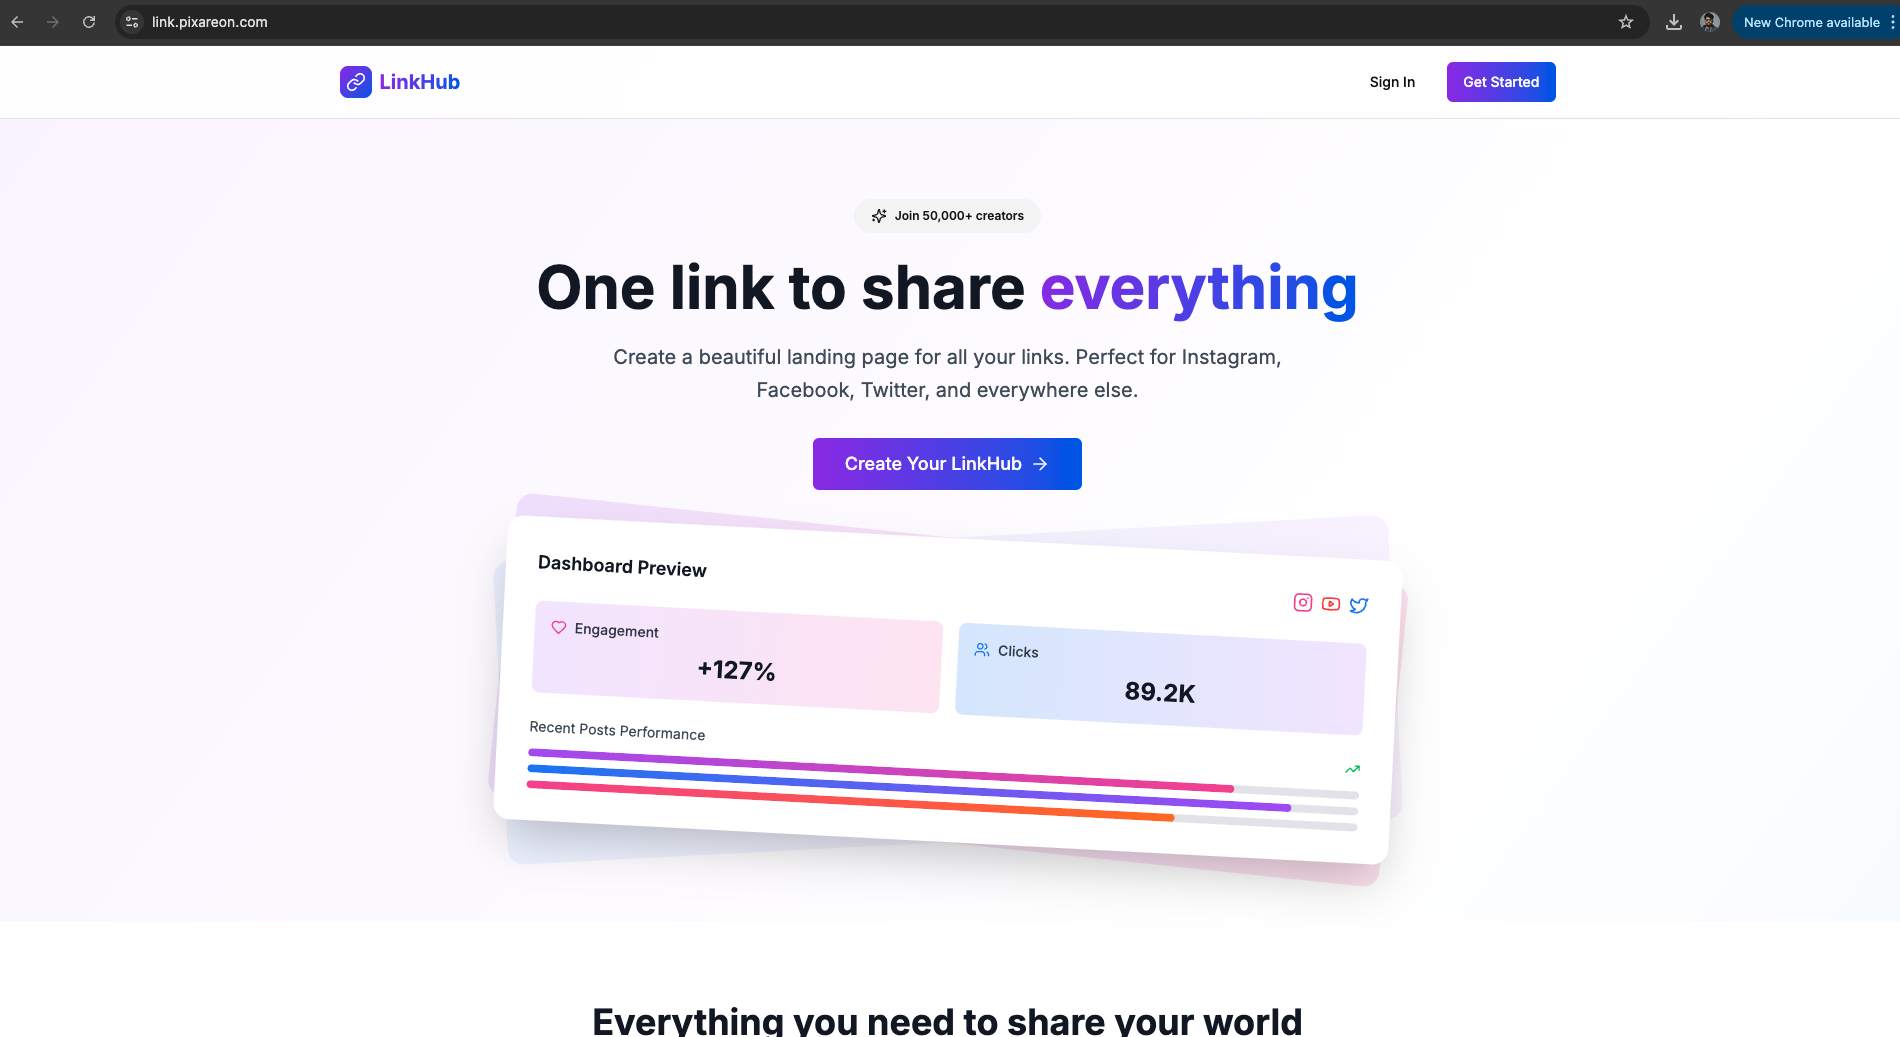 link.pixareon.com
New Chrome available
LinkHub
Sign In
Get Started
Join 50,000+ creators
One link to share everything
Create a beautiful landing page for all your links. Perfect for Instagram,
Facebook, Twitter, and everywhere else.
Create Your LinkHub
Dashboard Preview
Engagement
+127%
Clicks
89.2K
Recent Posts Performance
Everything you need to share your world